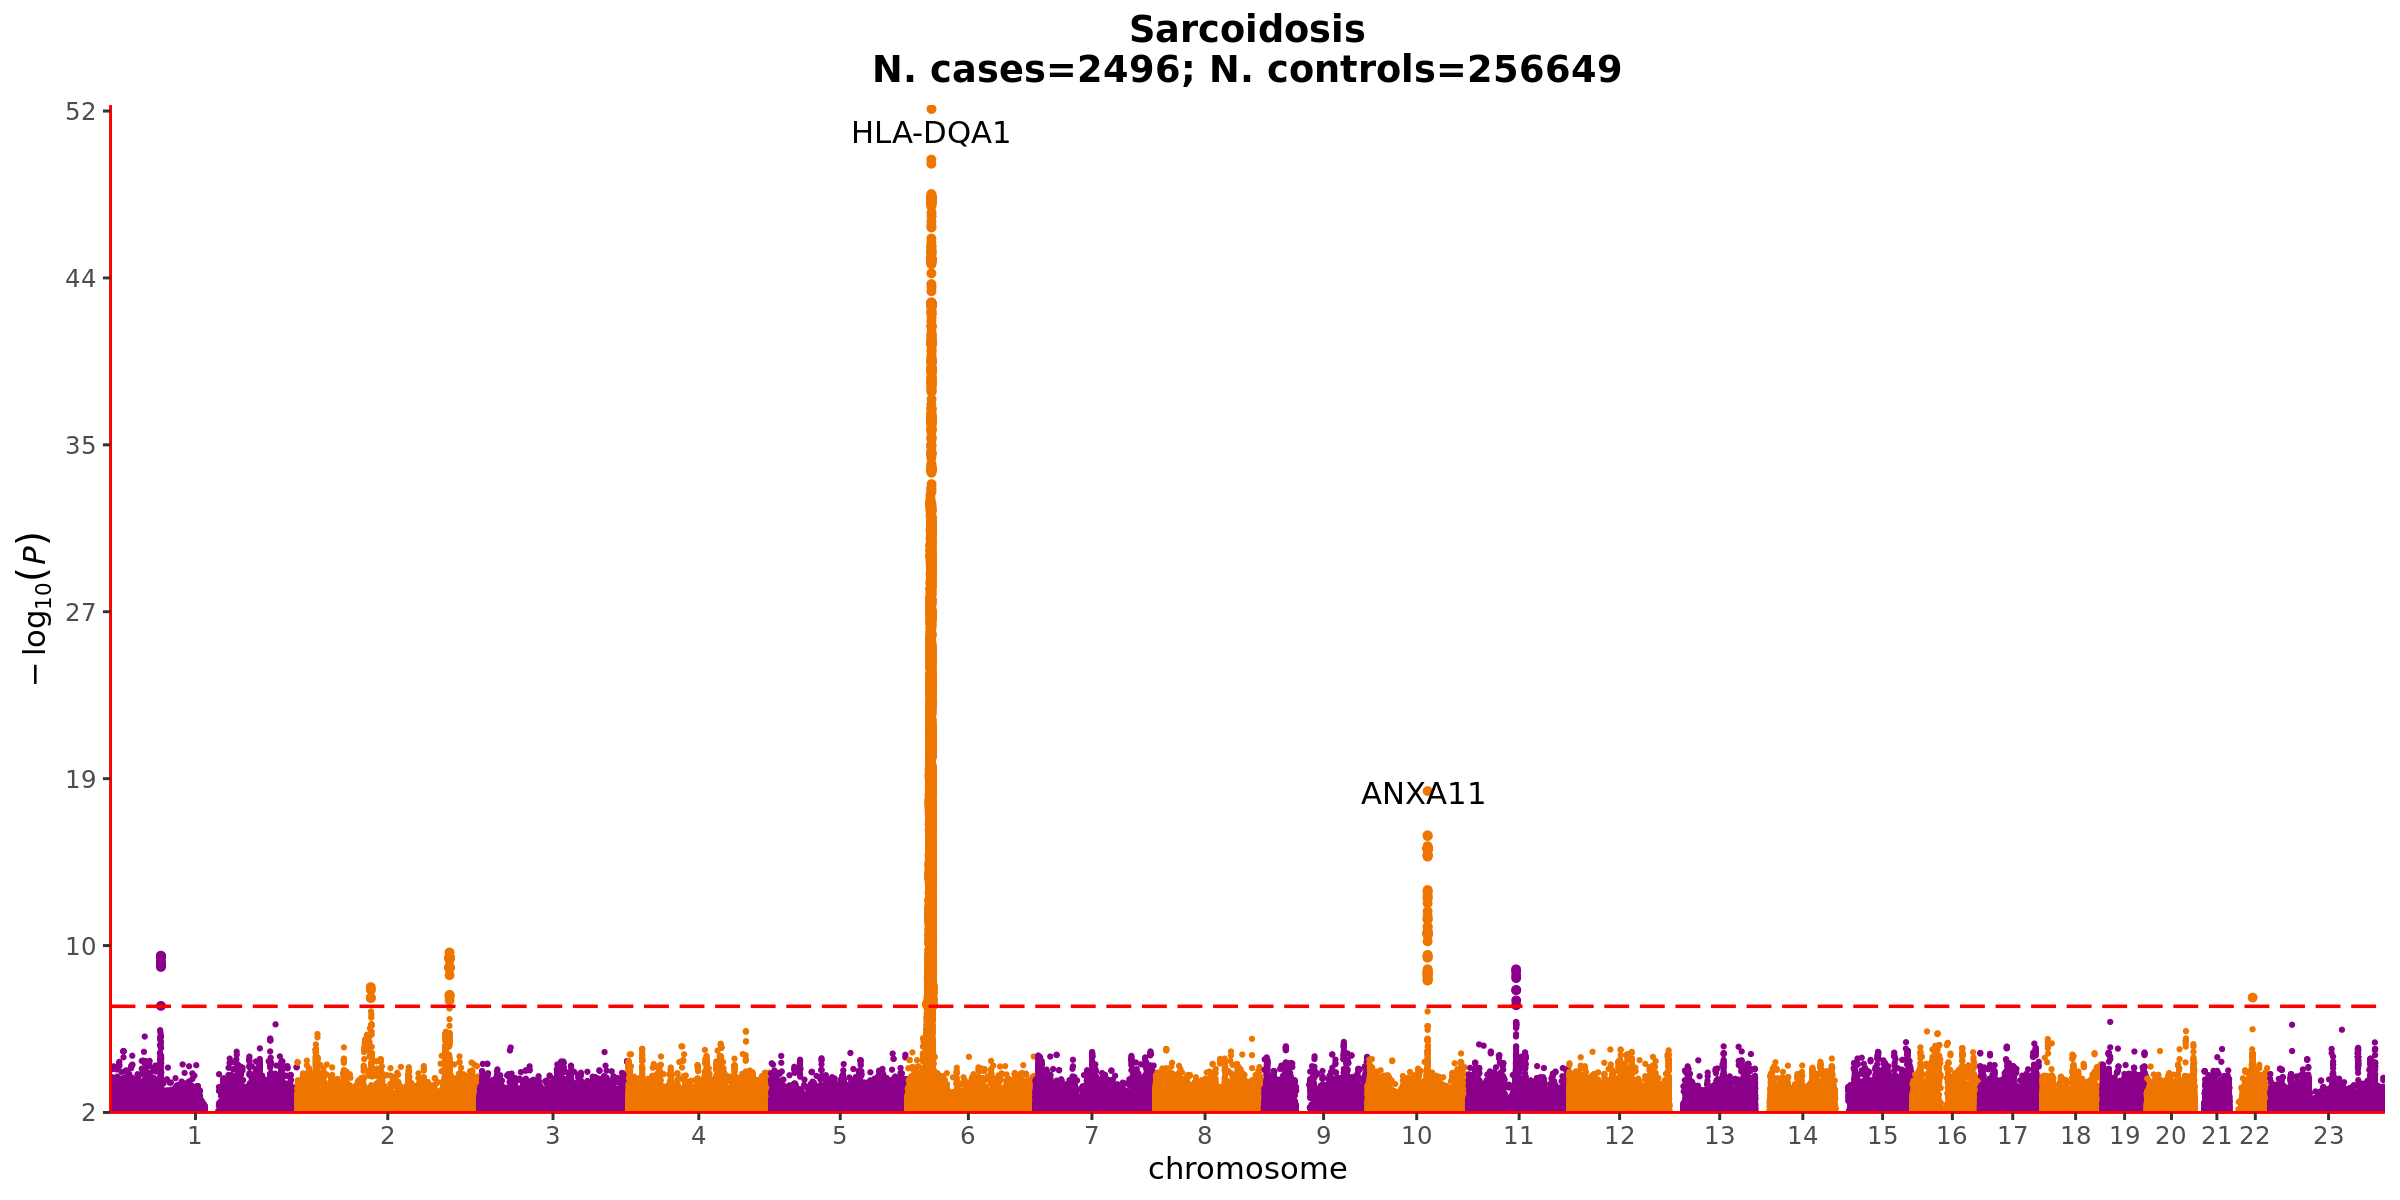 Sarcoidosis
N. cases=2496; N. controls=256649
52
HLA-DQA1
44
35
27
19
ANXA11
10
2
−log10(P)
1 2 3 4 5 6 7 8 9 10 11 12 13 14 15 16 17 18 19 20 21 22 23
chromosome